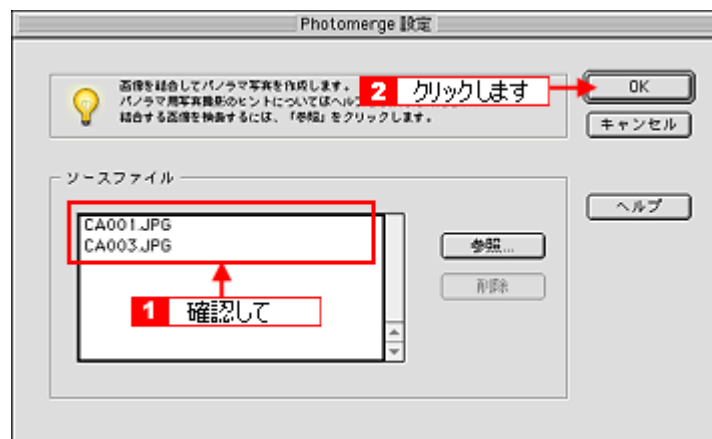 Photomerge 設定
画像を結合してパノラマ写真を作成します。
パノラマ用写真撮影のヒントについてはヘル
結合する画像を検索するには、「参照」をクリックします。
2 クリックします
OK
キャンセル
ヘルプ
ソースファイル
CA001.JPG
CA003.JPG
参照...
削除
1 確認して